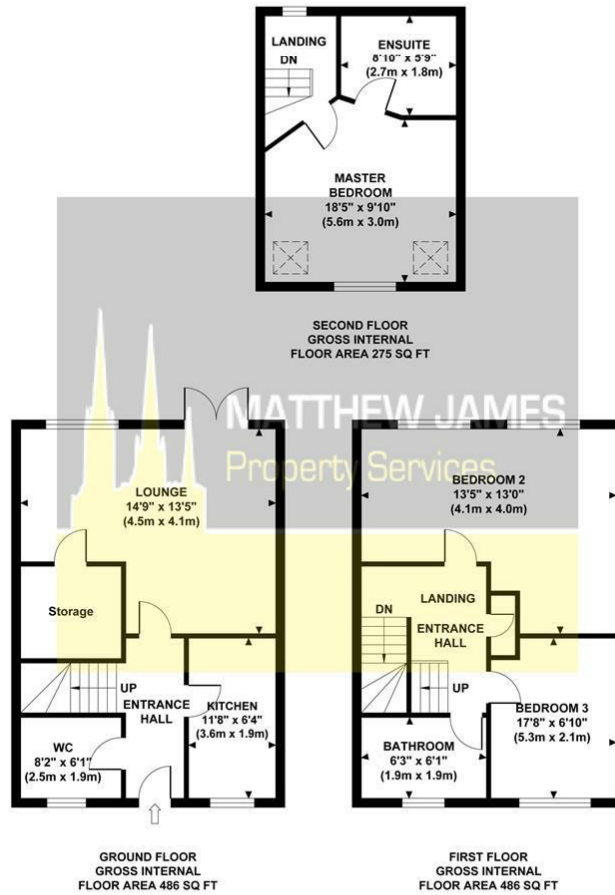 LANDING
DN
ENSUITE
8'10" x 5'9"
(2.7m x 1.8m)
MASTER
BEDROOM
18'5" x 9'10"
(5.6m x 3.0m)
SECOND FLOOR
GROSS INTERNAL
FLOOR AREA 275 SQ FT
MATTHEW JAMES
Property Services
LOUNGE
14'9" x 13'5"
(4.5m x 4.1m)
Storage
UP
ENTRANCE
HALL
KITCHEN
11'8" x 6'4"
(3.6m x 1.9m)
WC
8'2" x 6'1"
(2.5m x 1.9m)
GROUND FLOOR
GROSS INTERNAL
FLOOR AREA 486 SQ FT
BEDROOM 2
13'5" x 13'0"
(4.1m x 4.0m)
LANDING
DN
ENTRANCE
HALL
UP
BEDROOM 3
17'8" x 6'10"
(5.3m x 2.1m)
BATHROOM
6'3" x 6'1"
(1.9m x 1.9m)
FIRST FLOOR
GROSS INTERNAL
FLOOR AREA 486 SQ FT